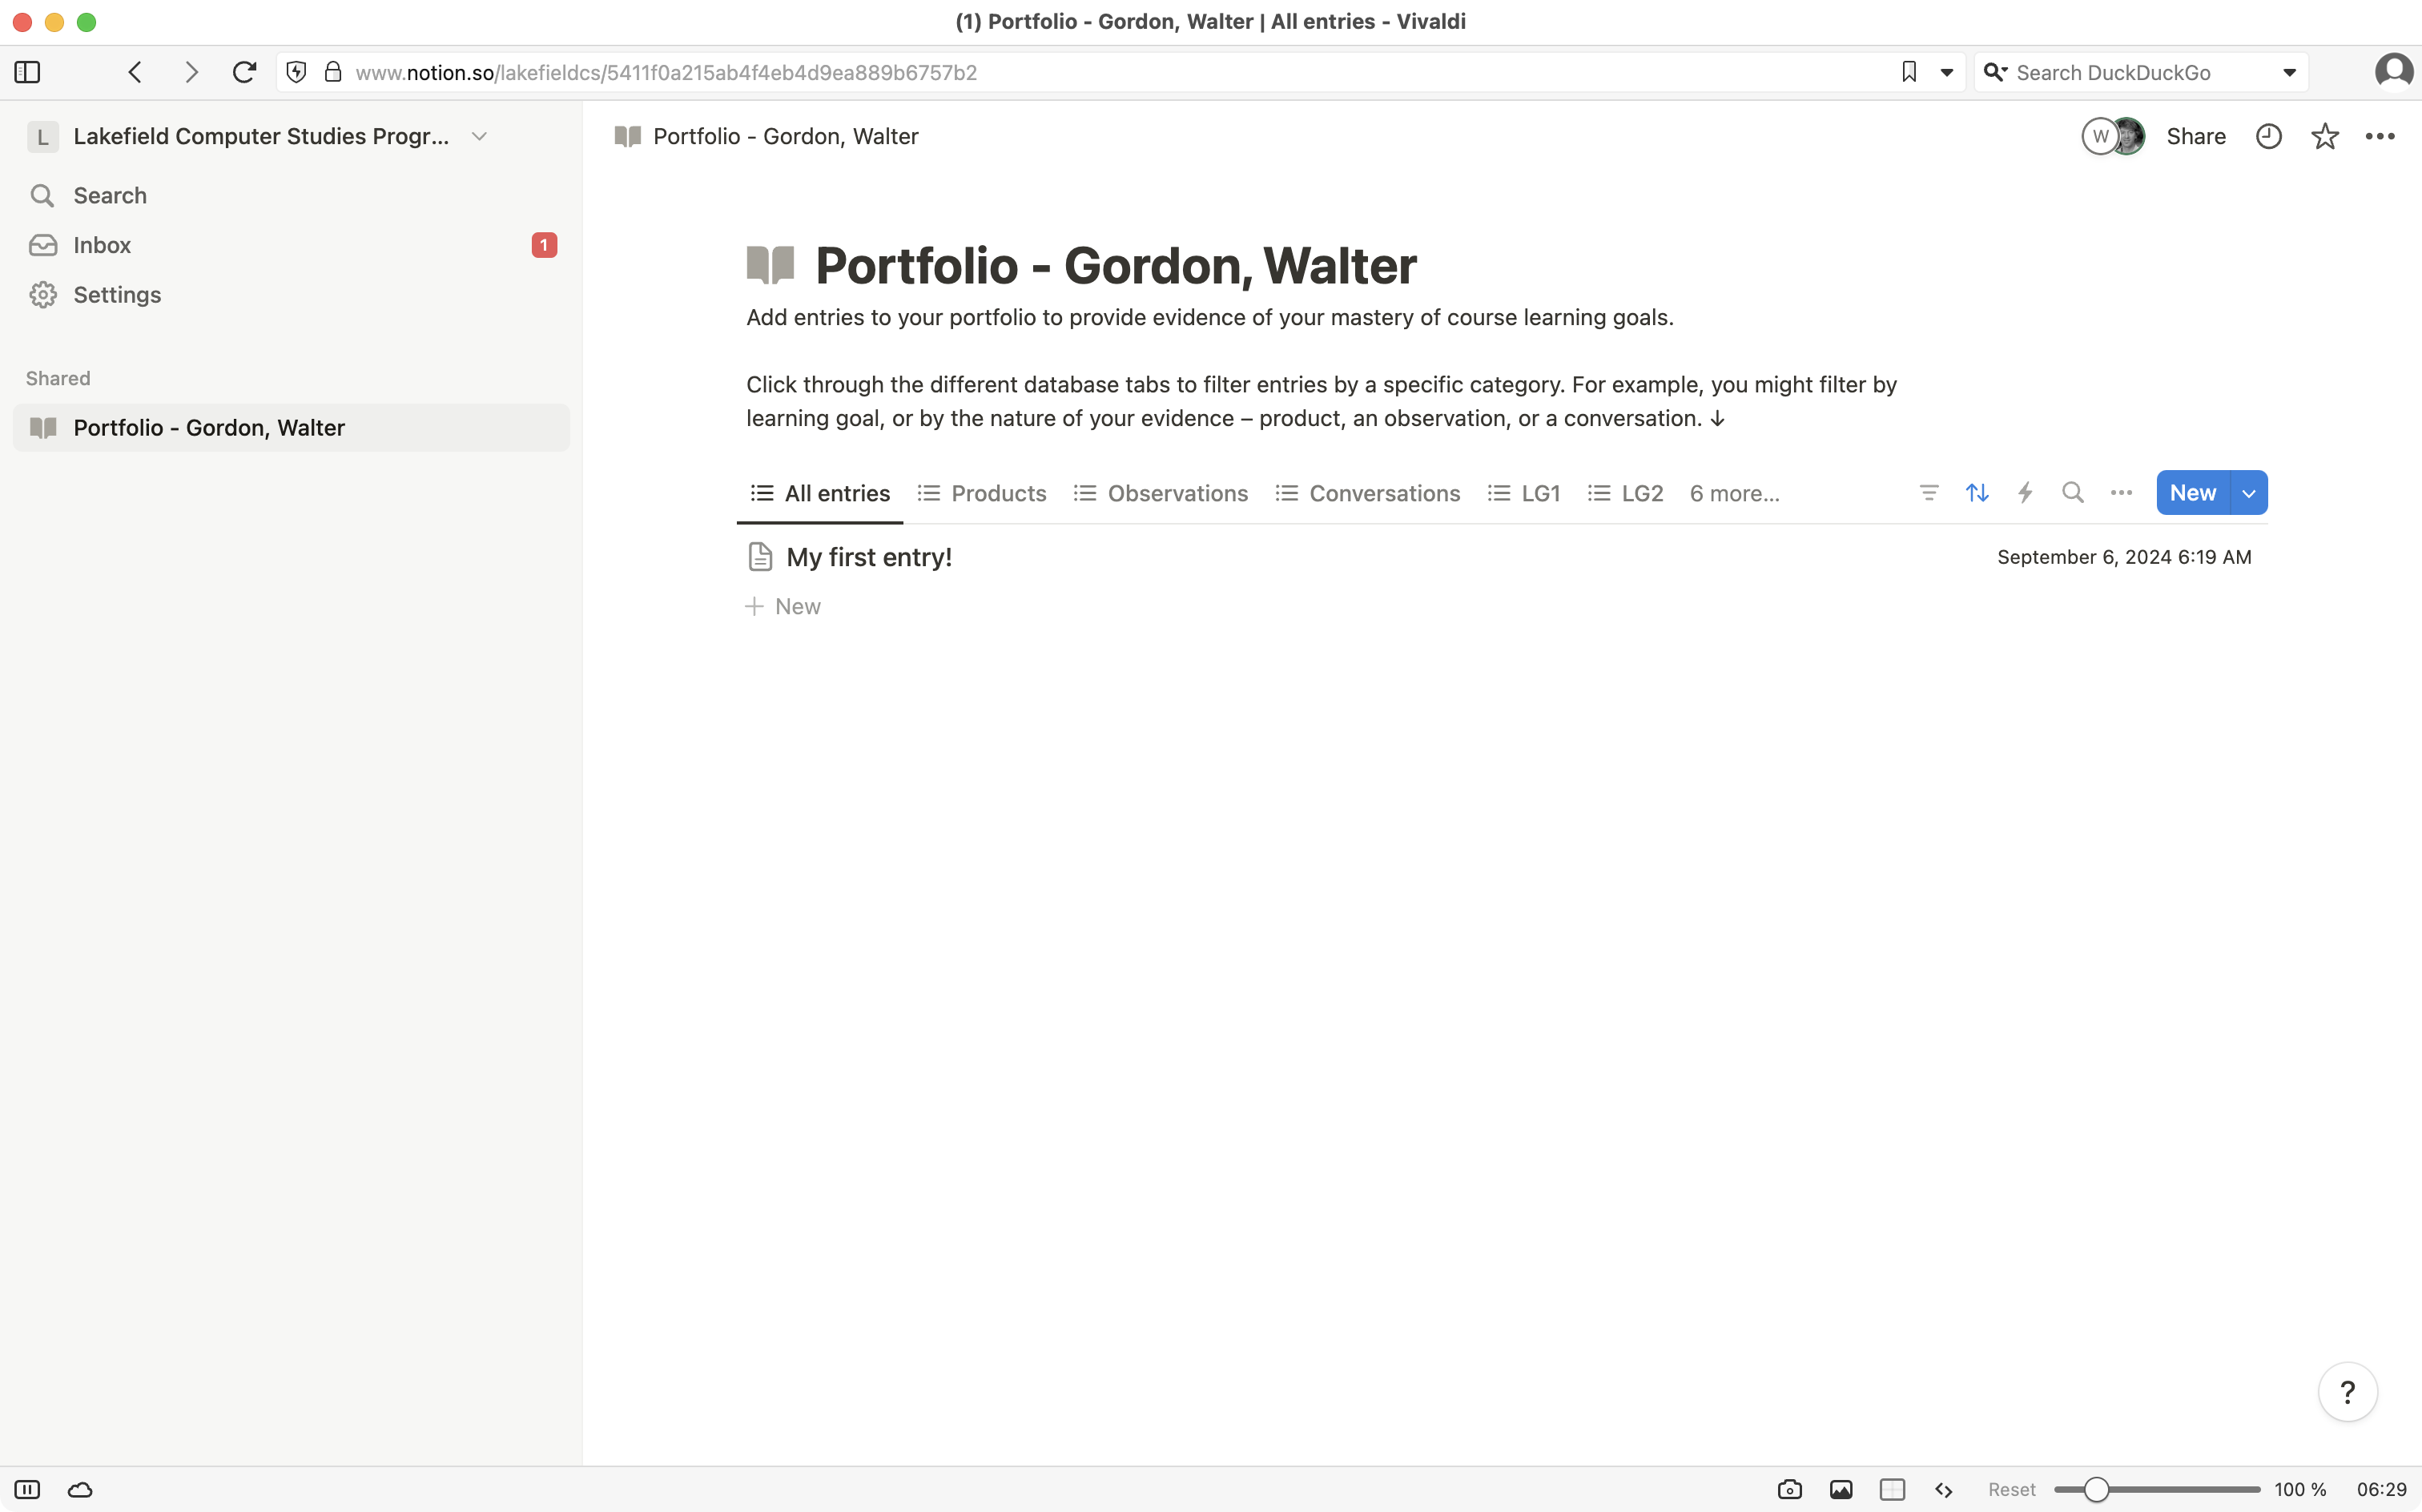 (1) Portfolio - Gordon, Walter | All entries - Vivaldi
www.notion.so/lakefieldcs/5411f0a215ab4f4eb4d9ea889b6757b2
Search DuckDuckGo
L Lakefield Computer Studies Progr...
Search
Inbox 1
Settings
Shared
Portfolio - Gordon, Walter
Portfolio - Gordon, Walter
W Share
Portfolio - Gordon, Walter
Add entries to your portfolio to provide evidence of your mastery of course learning goals.
Click through the different database tabs to filter entries by a specific category. For example, you might filter by
learning goal, or by the nature of your evidence – product, an observation, or a conversation. ↓
All entries Products Observations Conversations LG1 LG2 6 more... New
My first entry! September 6, 2024 6:19 AM
+ New
?
Reset 100 % 06:29